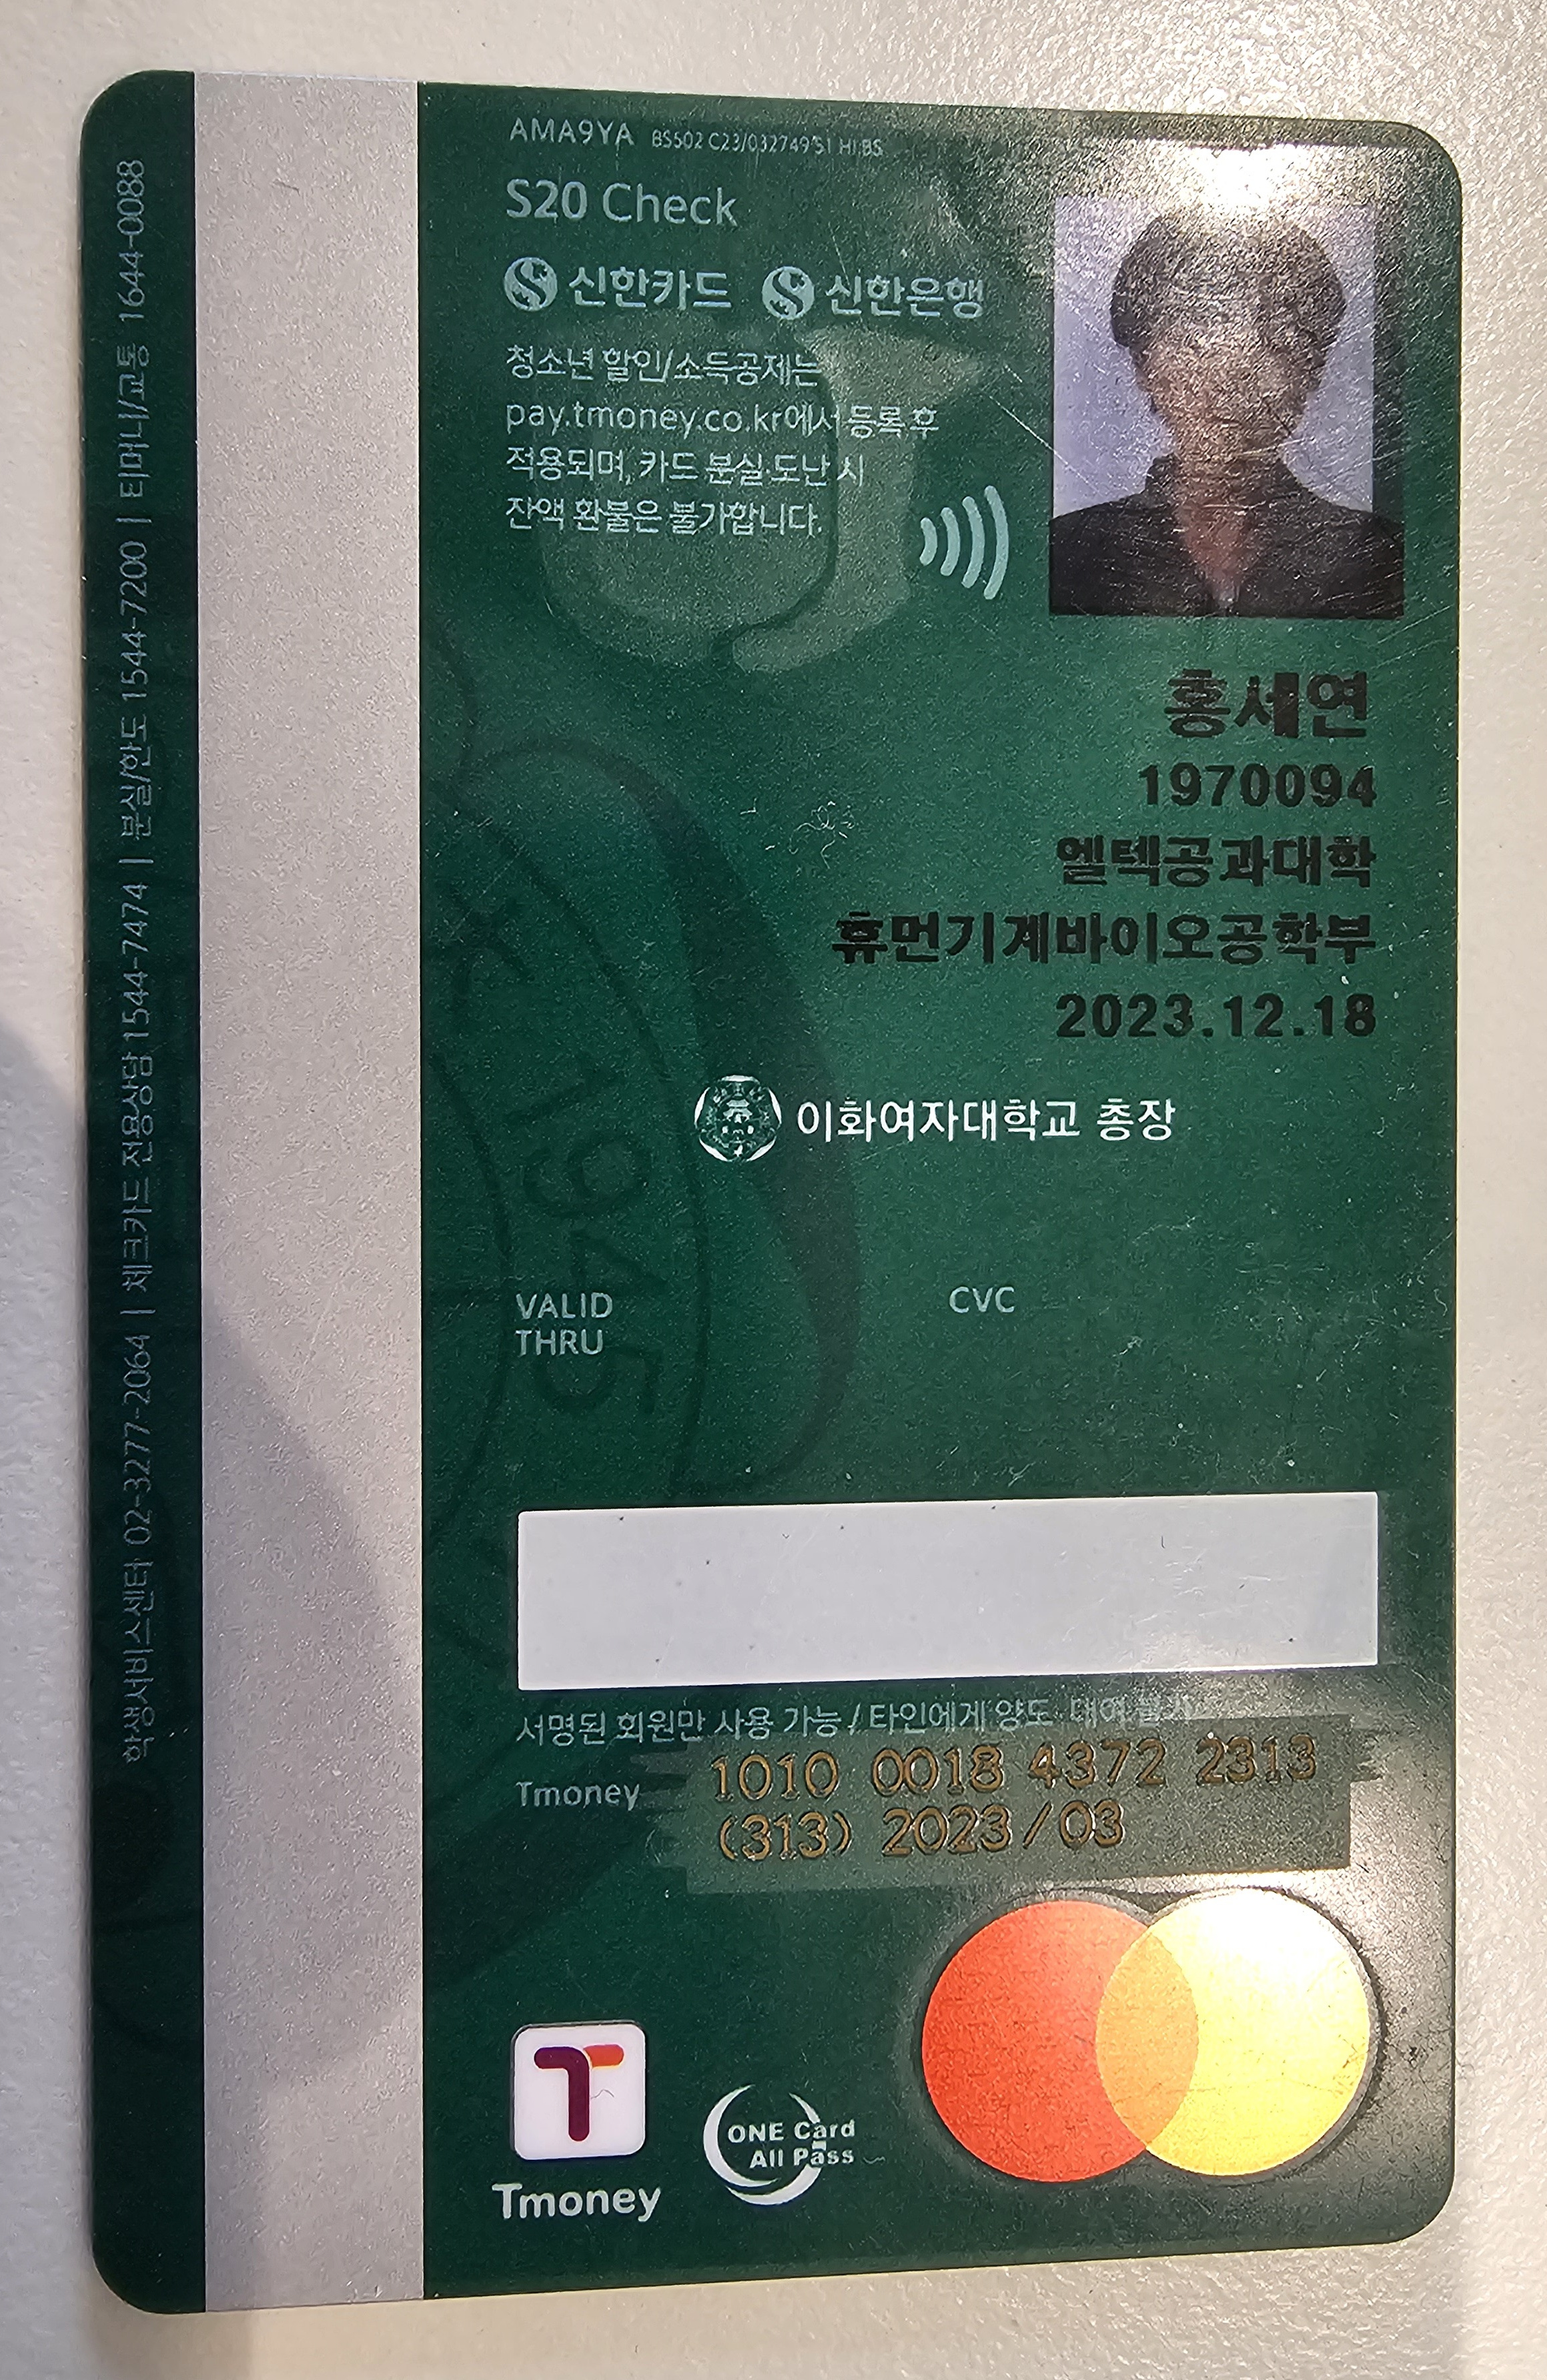 AMA9YA BS502 C23/03274951 HI:BS
S20 Check
신한카드 신한은행
청소년 할인/소득공제는
pay.tmoney.co.kr에서 등록 후
적용되며, 카드 분실·도난 시
잔액 환불은 불가합니다.
홍세연
1970094
엘텍공과대학
휴먼기계바이오공학부
2023.12.18
이화여자대학교 총장
VALID
THRU
CVC
서명된 회원만 사용 가능 / 타인에게 양도·대여 불가
Tmoney
1010 0018 4372 2313
(313) 2023/03
Tmoney
ONE Card
All Pass
학생서비스센터 02-3277-2064 | 체크카드 전용상담 1544-7474 | 분실/한도 1544-7200 | 티머니/교통 1644-0088
1945